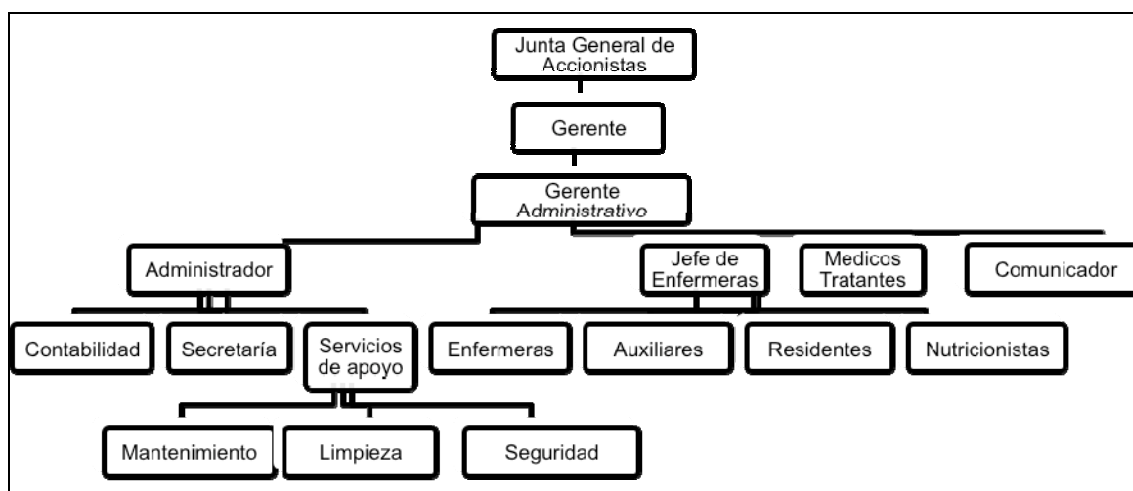 Junta General de
Accionistas
Gerente
Gerente
Administrativo
Administrador
Jefe de
Enfermeras
Medicos
Tratantes
Comunicador
Contabilidad
Secretaría
Servicios
de apoyo
Enfermeras
Auxiliares
Residentes
Nutricionistas
Mantenimiento
Limpieza
Seguridad